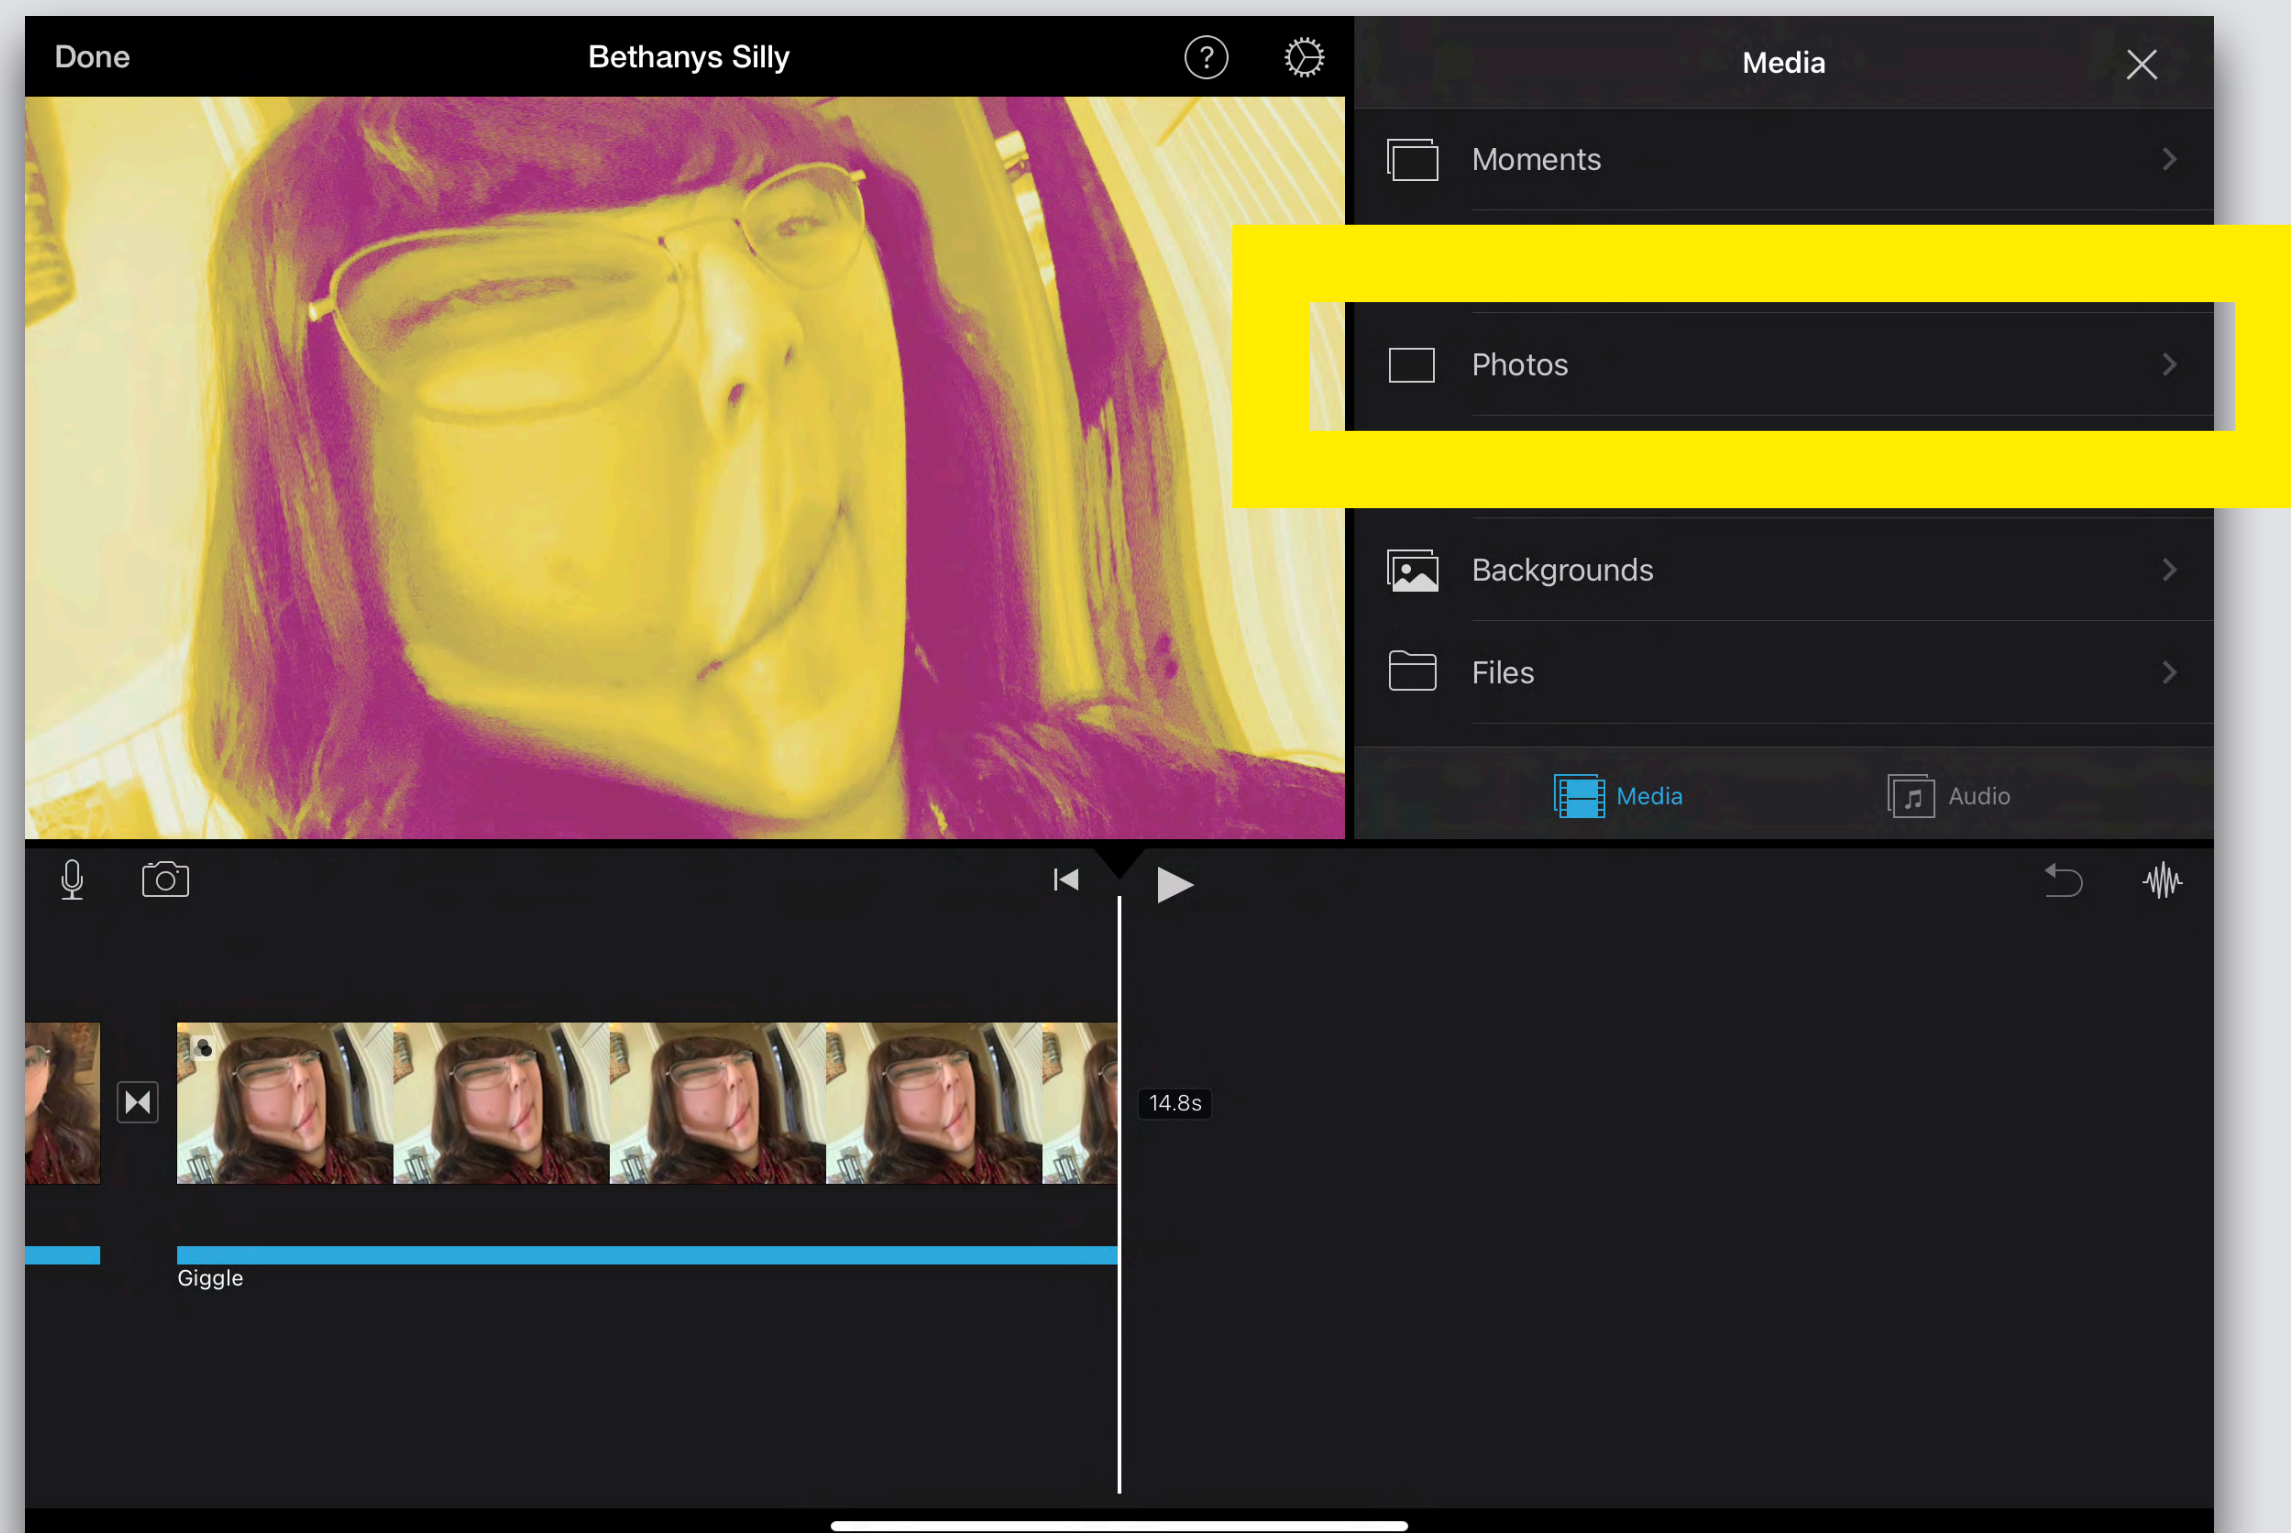 Done
Bethanys Silly
?
Media
Moments
Photos
Backgrounds
Files
Media
Audio
14.8s
Giggle